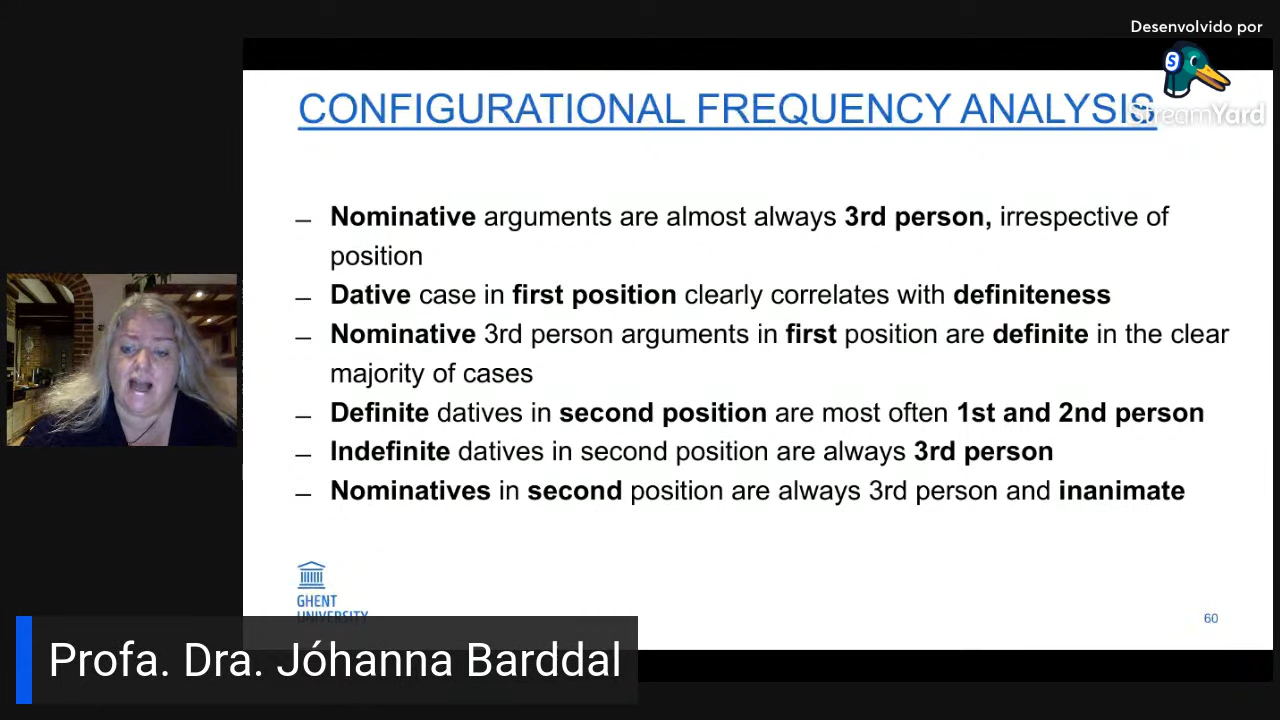 Desenvolvido por
StreamYard
CONFIGURATIONAL FREQUENCY ANALYSIS
– Nominative arguments are almost always 3rd person, irrespective of
position
– Dative case in first position clearly correlates with definiteness
– Nominative 3rd person arguments in first position are definite in the clear
majority of cases
– Definite datives in second position are most often 1st and 2nd person
– Indefinite datives in second position are always 3rd person
– Nominatives in second position are always 3rd person and inanimate
GHENT
UNIVERSITY
60
Profa. Dra. Jóhanna Barddal